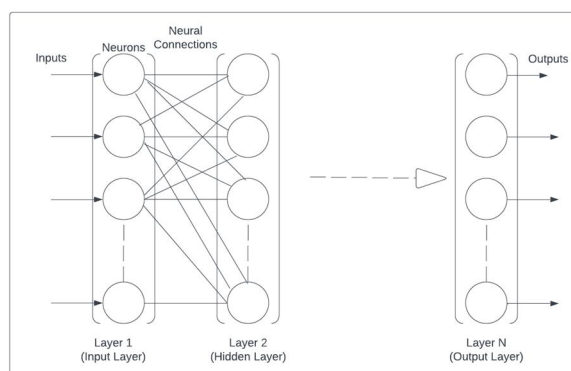 Neural
Connections
Neurons
Inputs
Outputs
Layer 1
(Input Layer)
Layer 2
(Hidden Layer)
Layer N
(Output Layer)